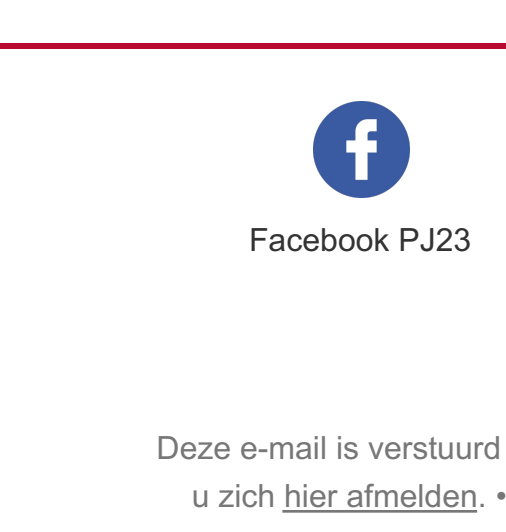 Facebook PJ23
Deze e-mail is verstuurd
u zich hier afmelden. •